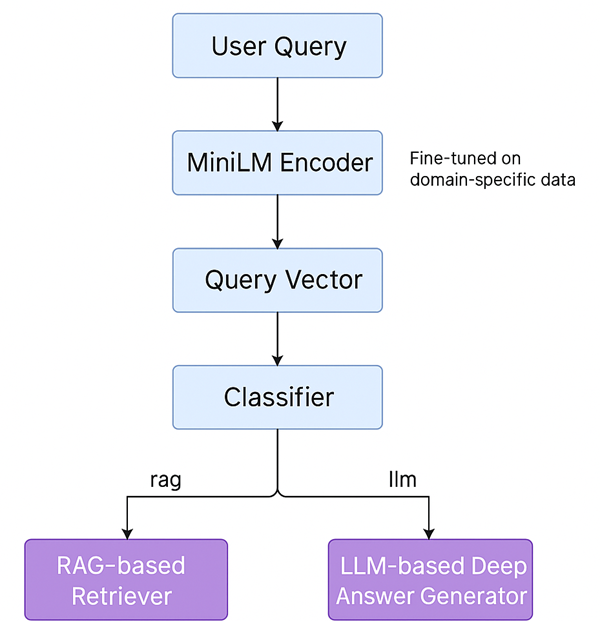 User Query
MiniLM Encoder
Fine-tuned on
domain-specific data
Query Vector
Classifier
rag
llm
RAG-based
Retriever
LLM-based Deep
Answer Generator